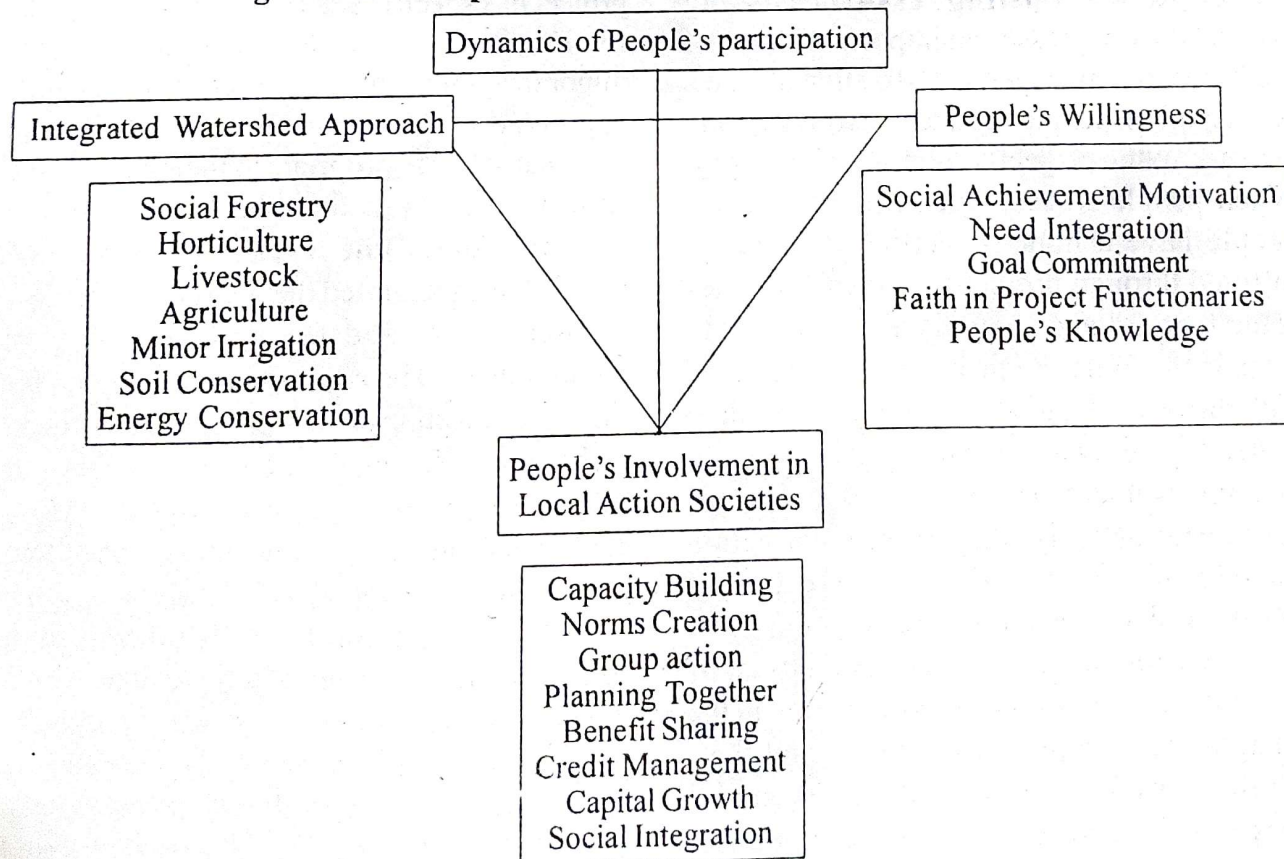 Dynamics of People's participation
Integrated Watershed Approach
People's Willingness
Social Forestry
Horticulture
Livestock
Agriculture
Minor Irrigation
Soil Conservation
Energy Conservation
Social Achievement Motivation
Need Integration
Goal Commitment
Faith in Project Functionaries
People's Knowledge
People's Involvement in
Local Action Societies
Capacity Building
Norms Creation
Group action
Planning Together
Benefit Sharing
Credit Management
Capital Growth
Social Integration